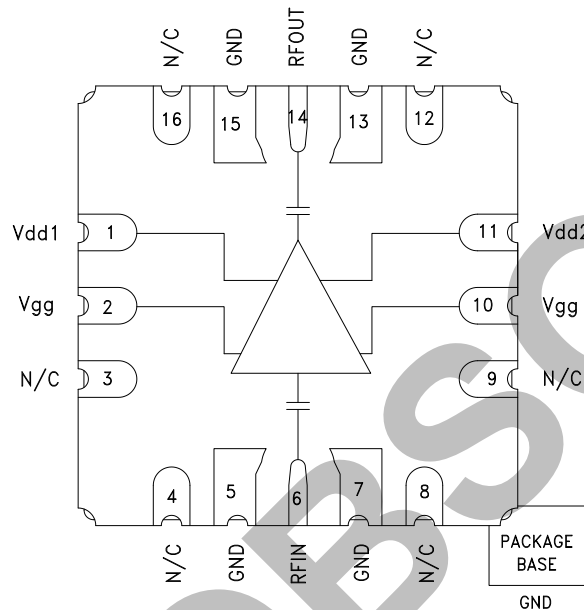 N/C GND RFOUT GND N/C
16 15 14 13 12
Vdd1 1 11 Vdd2
Vgg 2 10 Vgg
N/C 3 9 N/C
4 5 6 7 8
N/C GND RFIN GND N/C
PACKAGE
BASE
GND
OBSO